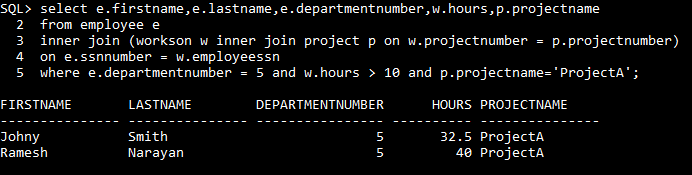 SQL> select e.firstname,e.lastname,e.departmentnumber,w.hours,p.projectname
2 from employee e
3 inner join (workson w inner join project p on w.projectnumber = p.projectnumber)
4 on e.ssnnumber = w.employeessn
5 where e.departmentnumber = 5 and w.hours > 10 and p.projectname='ProjectA';
FIRSTNAME LASTNAME DEPARTMENTNUMBER HOURS PROJECTNAME
--------------- --------------- ---------------- ---------- ---------------
Johny Smith 5 32.5 ProjectA
Ramesh Narayan 5 40 ProjectA